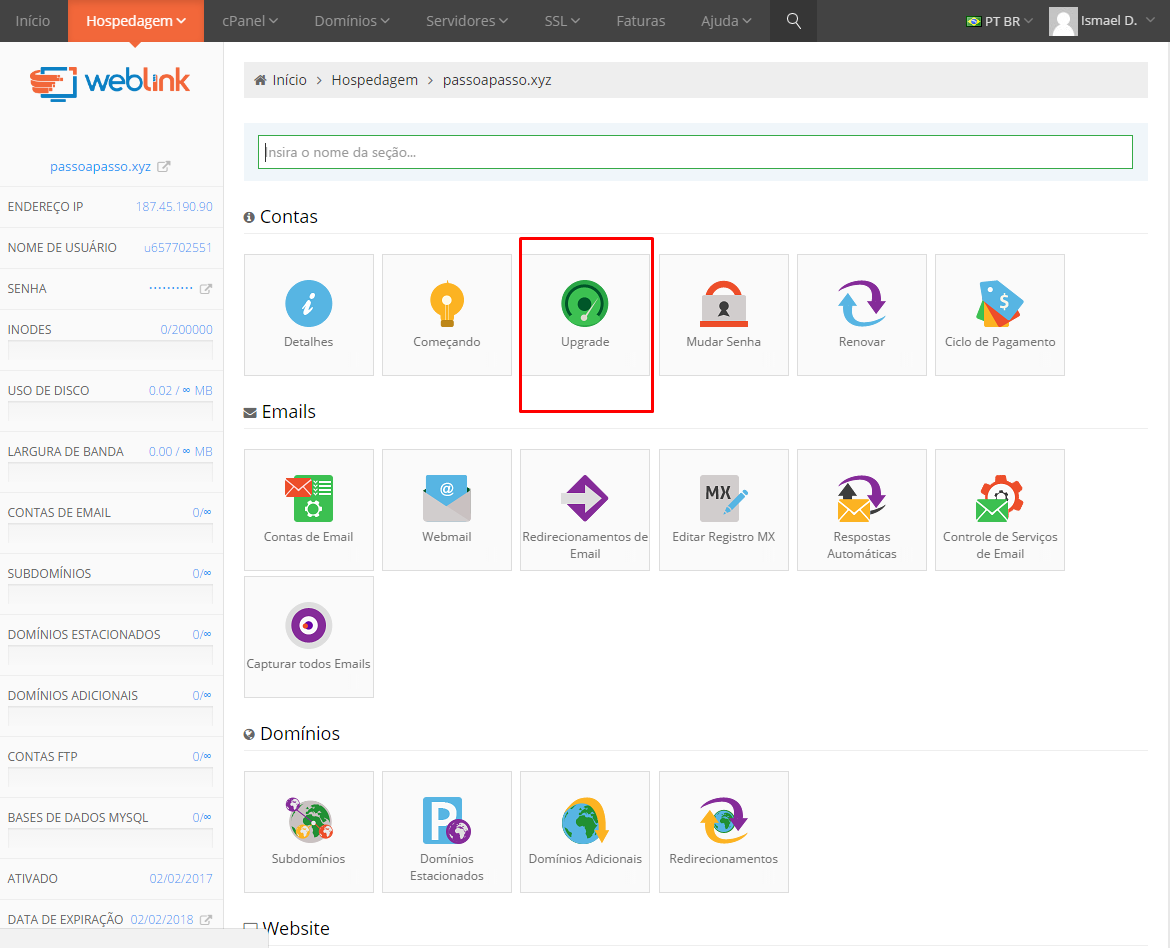 Início Hospedagem cPanel Domínios Servidores SSL Faturas Ajuda PT BR Ismael D.
weblink
passoapasso.xyz
ENDEREÇO IP 187.45.190.90
NOME DE USUÁRIO u657702551
SENHA ··········
INODES 0/200000
USO DE DISCO 0.02 / ∞ MB
LARGURA DE BANDA 0.00 / ∞ MB
CONTAS DE EMAIL 0/∞
SUBDOMÍNIOS 0/∞
DOMÍNIOS ESTACIONADOS 0/∞
DOMÍNIOS ADICIONAIS 0/∞
CONTAS FTP 0/∞
BASES DE DADOS MYSQL 0/∞
ATIVADO 02/02/2017
DATA DE EXPIRAÇÃO 02/02/2018
Início > Hospedagem > passoapasso.xyz
Insira o nome da seção...
Contas
Detalhes
Começando
Upgrade
Mudar Senha
Renovar
$
Ciclo de Pagamento
Emails
Contas de Email
@
Webmail
Redirecionamentos de
Email
MX
Editar Registro MX
Respostas
Automáticas
Controle de Serviços
de Email
Capturar todos Emails
Domínios
Subdomínios
P
Domínios
Estacionados
Domínios Adicionais
Redirecionamentos
Website